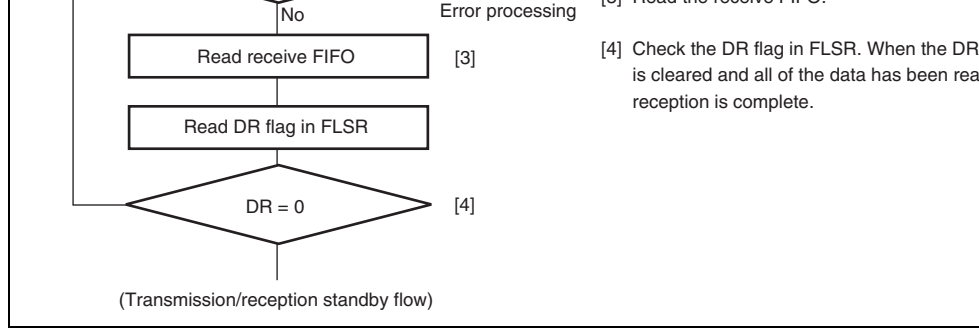 No
Error processing
[3] Read the receive FIFO.
Read receive FIFO
[3]
[4] Check the DR flag in FLSR. When the DR
is cleared and all of the data has been rea
reception is complete.
Read DR flag in FLSR
DR = 0
[4]
(Transmission/reception standby flow)